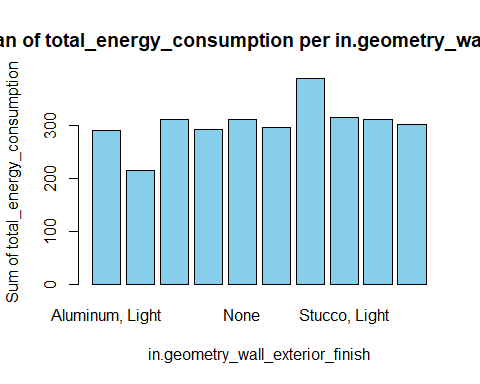 an of total_energy_consumption per in.geometry_wa
Sum of total_energy_consumption
300
200
100
0
Aluminum, Light None Stucco, Light
in.geometry_wall_exterior_finish